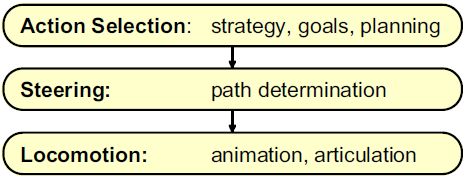 Action Selection: strategy, goals, planning
Steering: path determination
Locomotion: animation, articulation